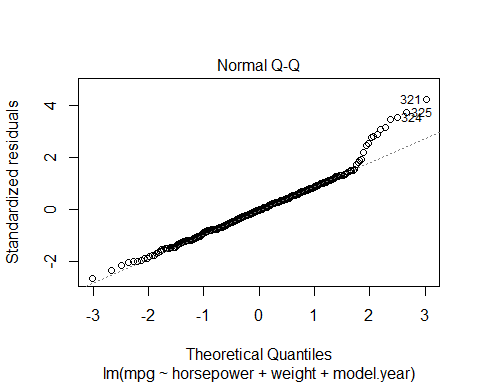 Normal Q-Q
Standardized residuals
4
2
0
-2
321
325
324
-3 -2 -1 0 1 2 3
Theoretical Quantiles
lm(mpg ~ horsepower + weight + model.year)